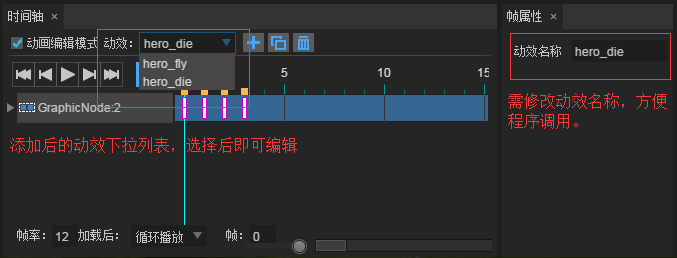 时间轴 ×
帧属性 ×
动画编辑模式 动效: hero_die
动效名称 hero_die
hero_fly
hero_die
5 10 15
GraphicNode:2
需修改动效名称，方便
程序调用。
添加后的动效下拉列表，选择后即可编辑
帧率: 12 加载后: 循环播放 帧: 0